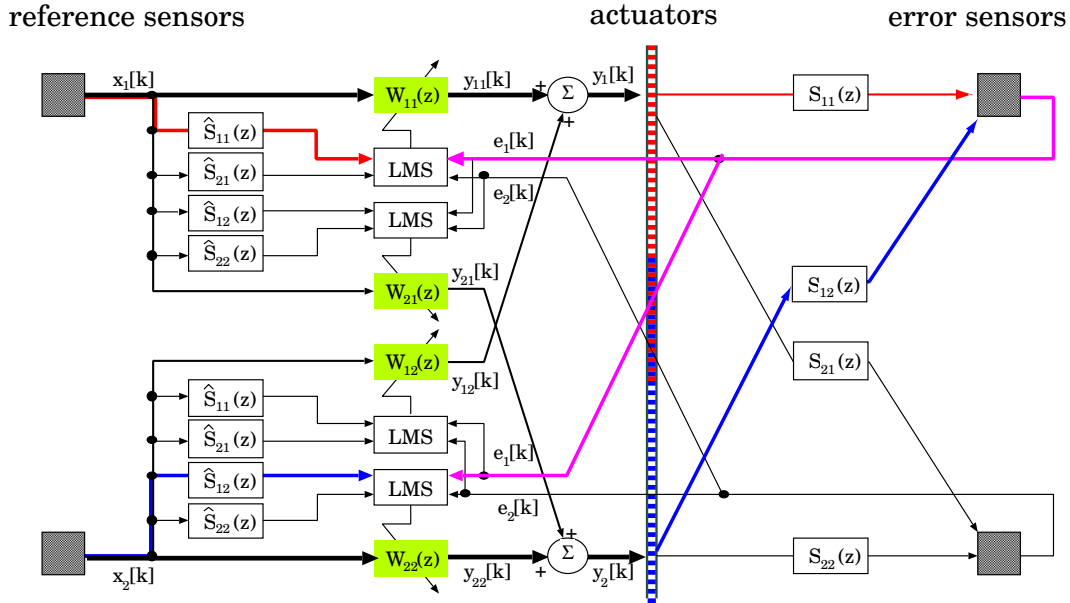 reference sensors
actuators
error sensors
x₁[k]
W₁₁(z)
y₁₁[k]
+
Σ
+
y₁[k]
S₁₁(z)
Ŝ₁₁(z)
LMS
e₁[k]
Ŝ₂₁(z)
e₂[k]
Ŝ₁₂(z)
LMS
Ŝ₂₂(z)
W₂₁(z)
y₂₁[k]
S₁₂(z)
W₁₂(z)
y₁₂[k]
S₂₁(z)
Ŝ₁₁(z)
LMS
Ŝ₂₁(z)
e₁[k]
Ŝ₁₂(z)
LMS
e₂[k]
Ŝ₂₂(z)
+
x₂[k]
W₂₂(z)
y₂₂[k]
+
Σ
y₂[k]
S₂₂(z)